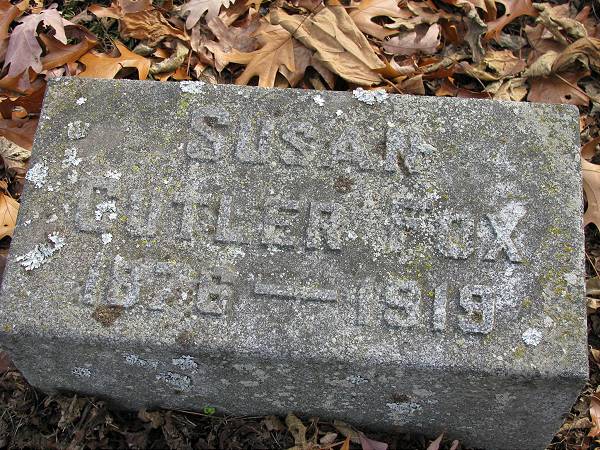 SUSAN
CUTLER FOX
1876 — 1919